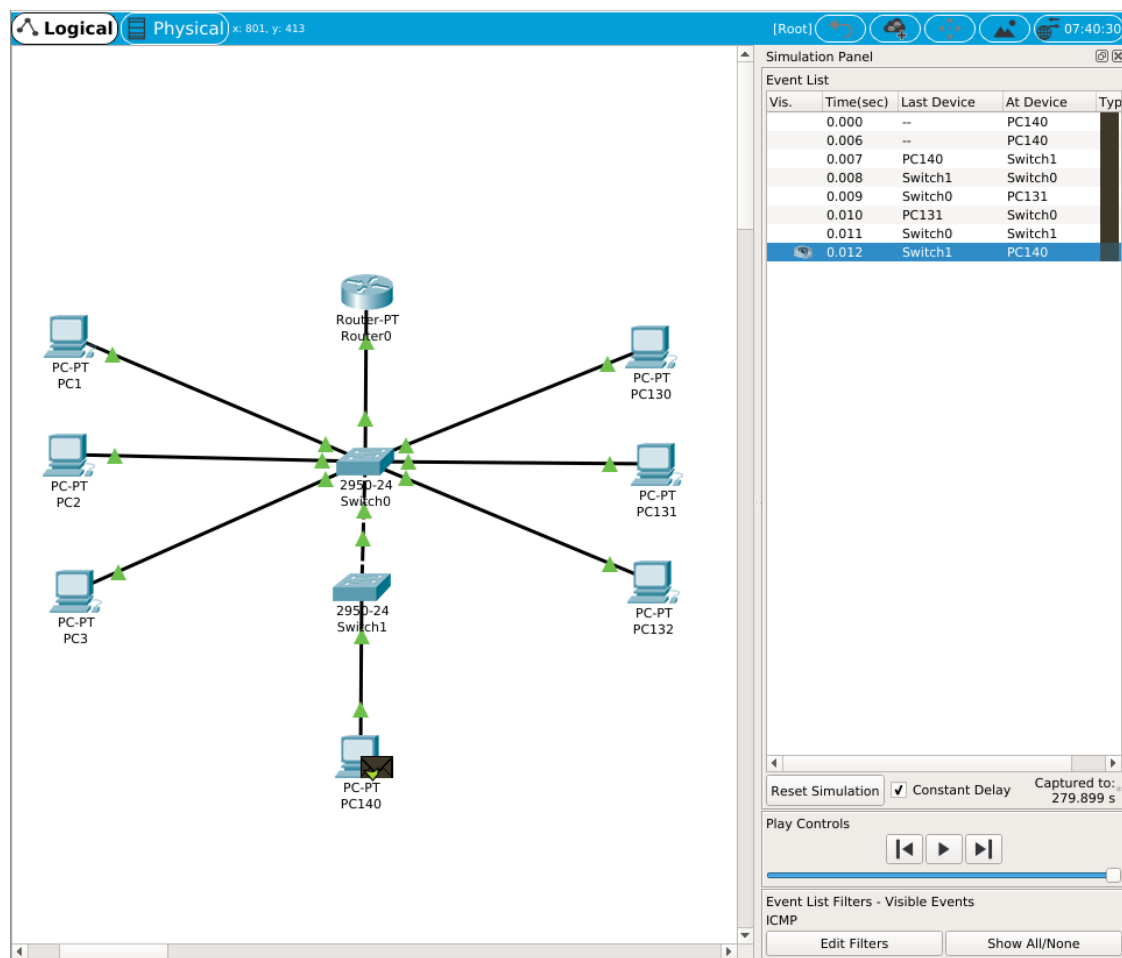 Logical Physical x: 801, y: 413 [Root] 07:40:30
Simulation Panel
Event List
Vis. Time(sec) Last Device At Device Typ
0.000 -- PC140
0.006 -- PC140
0.007 PC140 Switch1
0.008 Switch1 Switch0
0.009 Switch0 PC131
0.010 PC131 Switch0
0.011 Switch0 Switch1
0.012 Switch1 PC140
Router-PT
Router0
PC-PT
PC1
PC-PT
PC130
PC-PT
PC2
2950-24
Switch0
PC-PT
PC131
PC-PT
PC3
2950-24
Switch1
PC-PT
PC132
PC-PT
PC140
Reset Simulation Constant Delay Captured to:
279.899 s
Play Controls
Event List Filters - Visible Events
ICMP
Edit Filters Show All/None